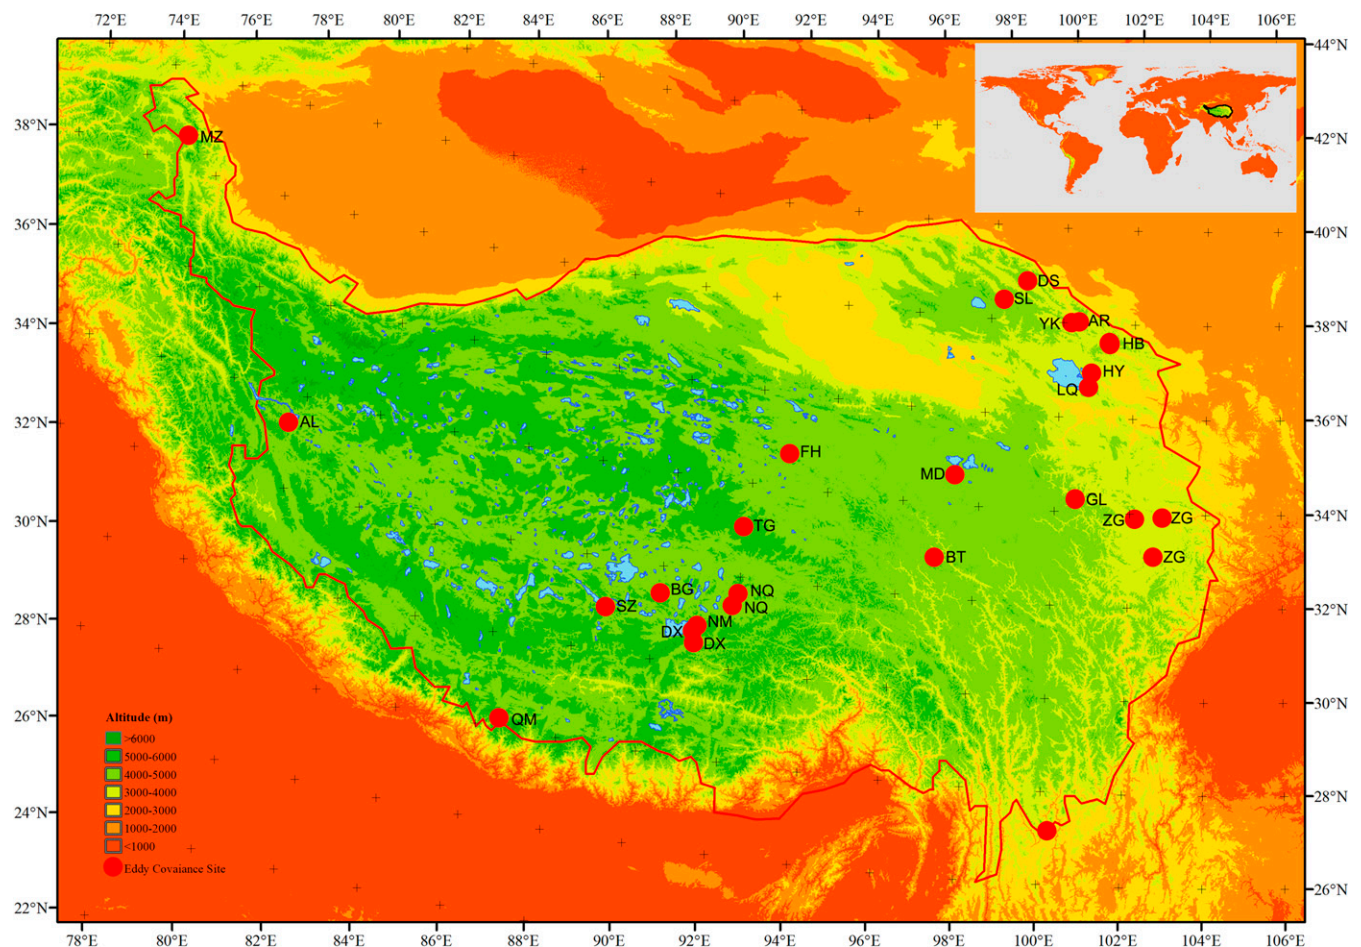 72°E 74°E 76°E 78°E 80°E 82°E 84°E 86°E 88°E 90°E 92°E 94°E 96°E 98°E 100°E 102°E 104°E 106°E
44°N
38°N
MZ
42°N
36°N
40°N
DS
SL
34°N
YK
AR
38°N
HB
HY
LQ
32°N
AL
36°N
FH
MD
GL
30°N
TG
ZG
ZG
34°N
BT
ZG
BG
NQ
SZ
NQ
32°N
28°N
NM
DX
DX
26°N
QM
30°N
Altitude (m)
>6000
5000-6000
4000-5000
3000-4000
2000-3000
1000-2000
<1000
Eddy Covaiance Site
28°N
24°N
26°N
22°N
78°E 80°E 82°E 84°E 86°E 88°E 90°E 92°E 94°E 96°E 98°E 100°E 102°E 104°E